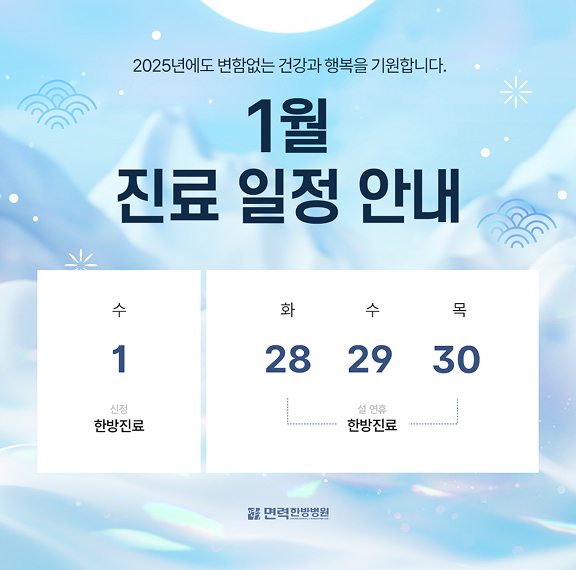 2025년에도 변함없는 건강과 행복을 기원합니다.
1월
진료 일정 안내
수
1
신정
한방진료
화 수 목
28 29 30
설 연휴
한방진료
면력한방병원